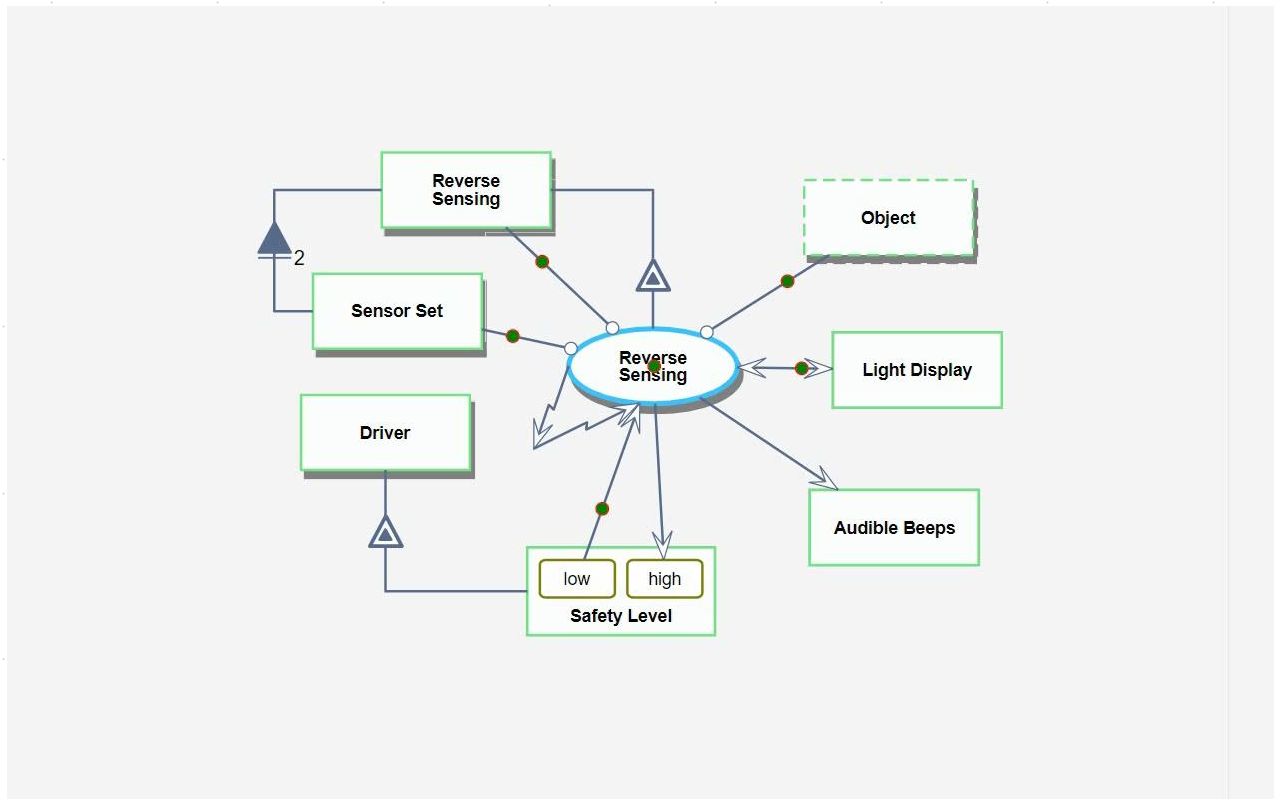 Reverse
Sensing
Object
2
Sensor Set
Reverse
Sensing
Light Display
Driver
Audible Beeps
low
high
Safety Level